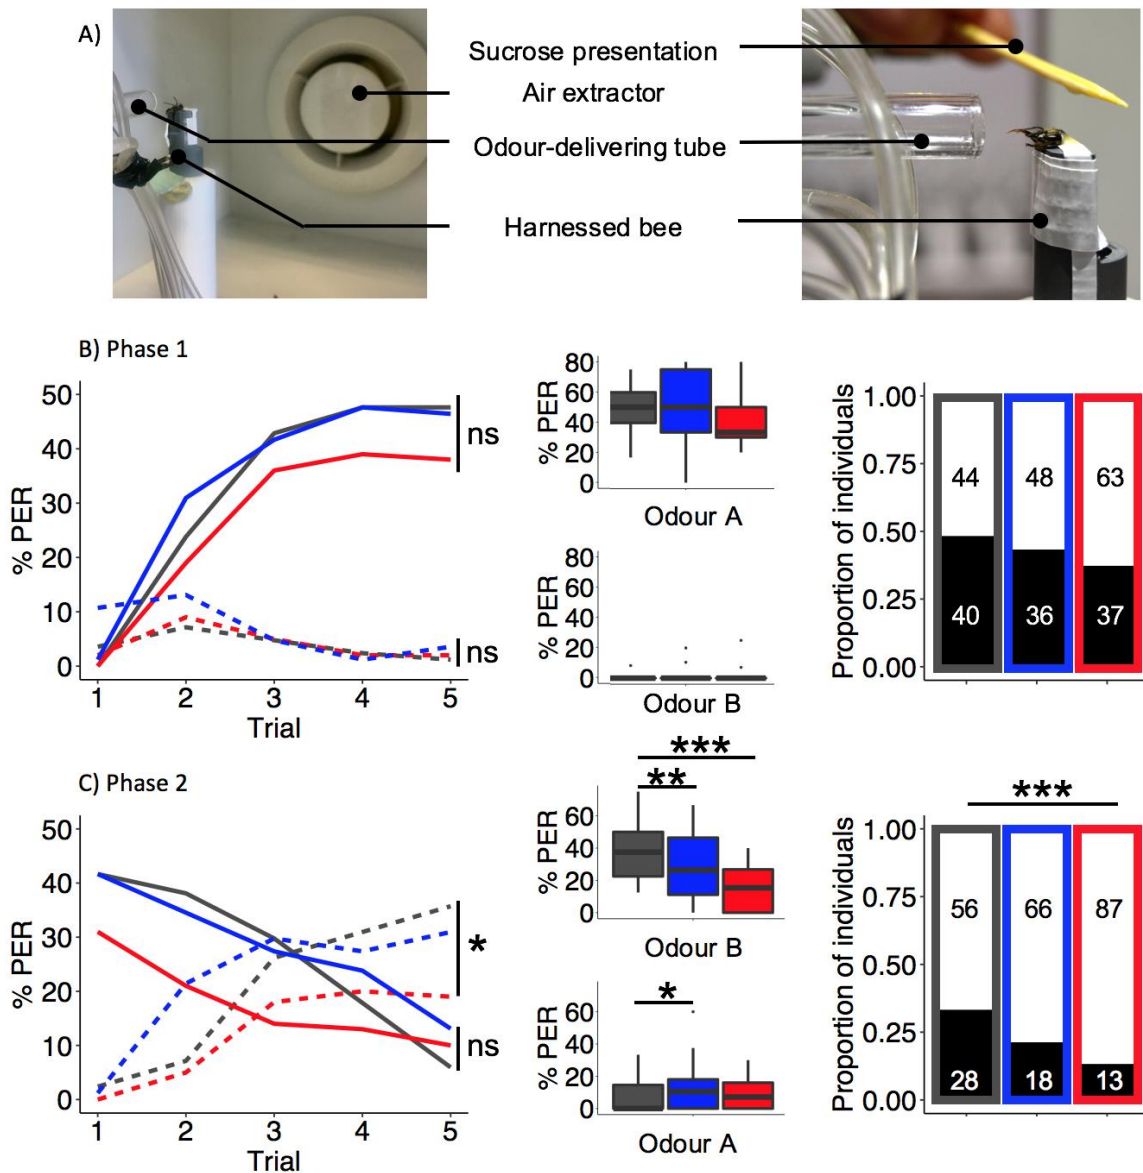 A)
Sucrose presentation
Air extractor
Odour-delivering tube
Harnessed bee
B) Phase 1
% PER
50
40
30
20
10
0
ns
ns
1 2 3 4 5
Trial
% PER
80
60
40
20
0
Odour A
% PER
80
60
40
20
0
Odour B
Proportion of individuals
1.00
0.75
0.50
0.25
0.00
44 48 63
40 36 37
C) Phase 2
% PER
50
40
30
20
10
0
*
ns
1 2 3 4 5
Trial
***
**
% PER
60
40
20
0
Odour B
*
% PER
60
40
20
0
Odour A
***
Proportion of individuals
1.00
0.75
0.50
0.25
0.00
56 66 87
28 18 13